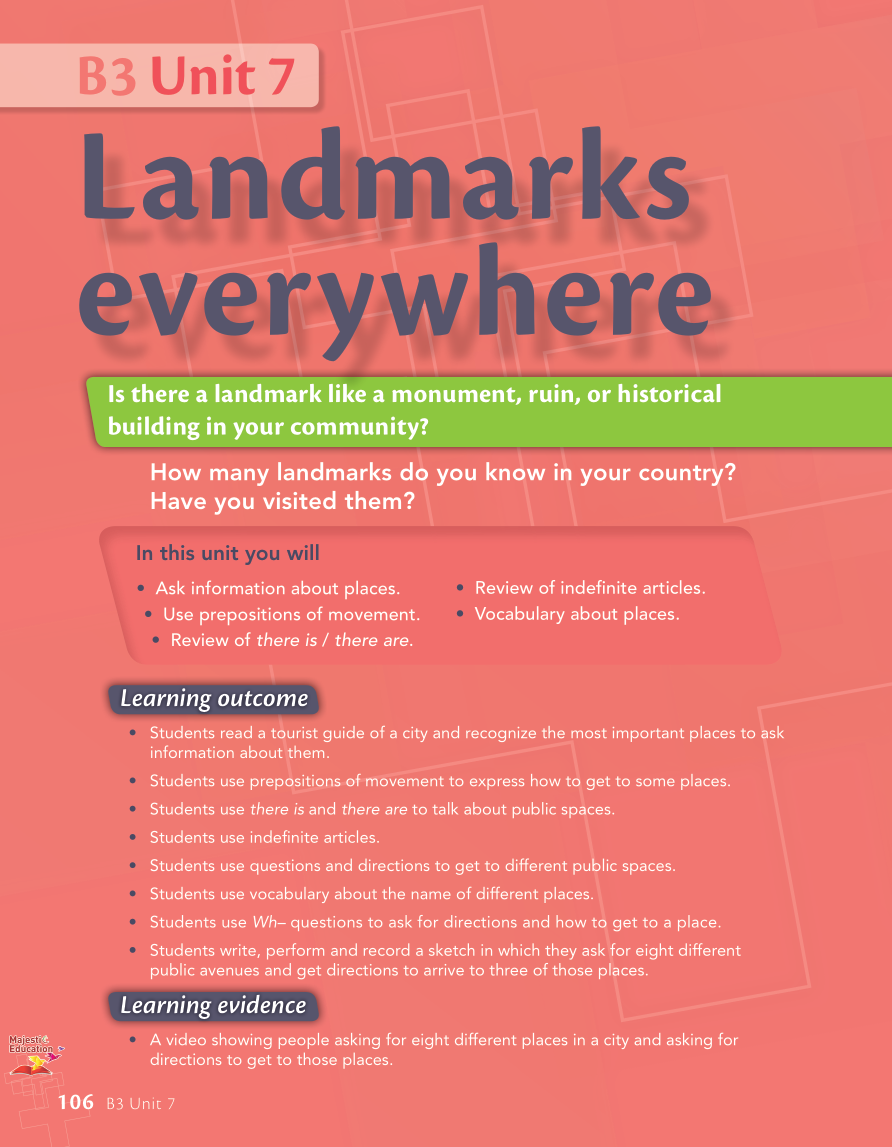 B3 Unit 7
Landmarks
everywhere
Is there a landmark like a monument, ruin, or historical
building in your community?
How many landmarks do you know in your country?
Have you visited them?
In this unit you will
• Ask information about places.
• Use prepositions of movement.
• Review of there is / there are.
• Review of indefinite articles.
• Vocabulary about places.
Learning outcome
• Students read a tourist guide of a city and recognize the most important places to ask
information about them.
• Students use prepositions of movement to express how to get to some places.
• Students use there is and there are to talk about public spaces.
• Students use indefinite articles.
• Students use questions and directions to get to different public spaces.
• Students use vocabulary about the name of different places.
• Students use Wh– questions to ask for directions and how to get to a place.
• Students write, perform and record a sketch in which they ask for eight different
public avenues and get directions to arrive to three of those places.
Learning evidence
• A video showing people asking for eight different places in a city and asking for
directions to get to those places.
Majestic
Education
106 B3 Unit 7